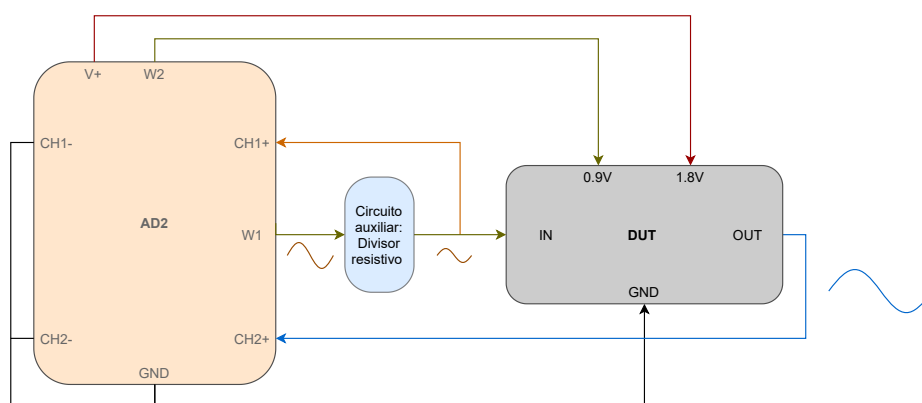 V+
W2
CH1-
CH1+
AD2
W1
CH2-
CH2+
GND
Circuito
auxiliar:
Divisor
resistivo
0.9V
1.8V
IN
DUT
OUT
GND